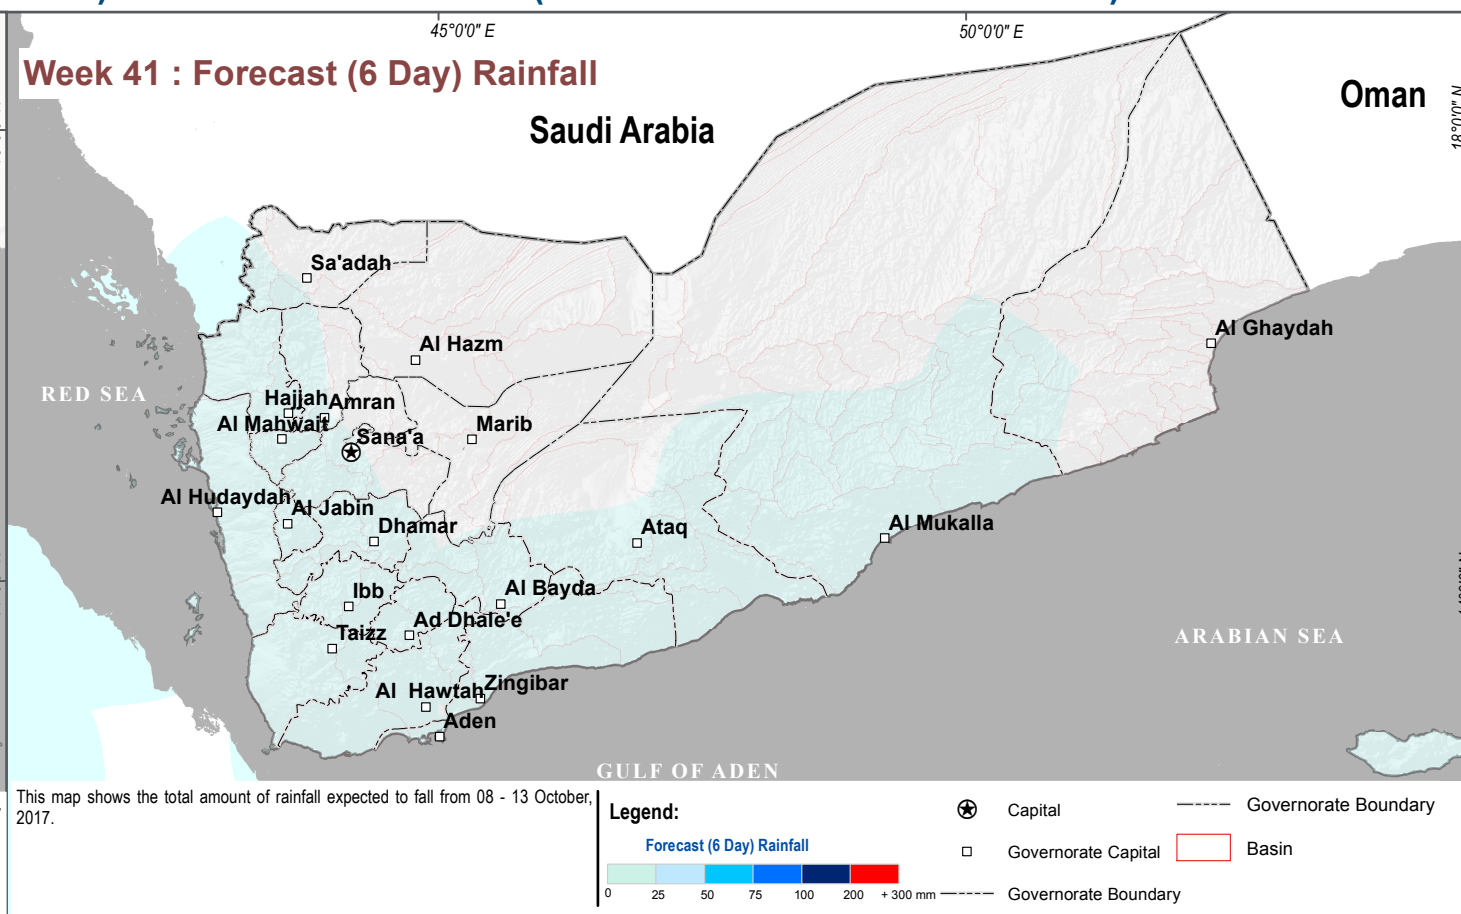 45°0'0" E
50°0'0" E
Week 41 : Forecast (6 Day) Rainfall
Oman
18°0'0" N
Saudi Arabia
Sa'adah
Al Hazm
Al Ghaydah
RED SEA
Hajjah
Amran
Al Mahwait
Sana'a
Marib
Al Hudaydah
Al Jabin
Dhamar
Ataq
Al Mukalla
Ibb
Al Bayda
Taizz
Ad Dhale'e
ARABIAN SEA
Al Hawtah
Zingibar
Aden
GULF OF ADEN
This map shows the total amount of rainfall expected to fall from 08 - 13 October,
2017.
Legend:
Forecast (6 Day) Rainfall
0 25 50 75 100 200 + 300 mm
Capital
Governorate Capital
Governorate Boundary
Governorate Boundary
Basin